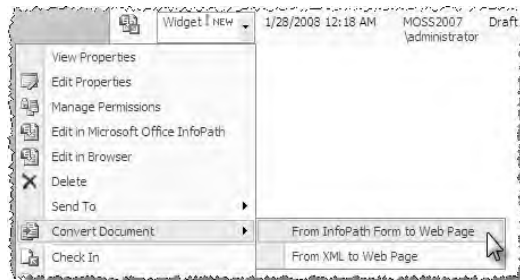 Widget ! NEW 1/28/2008 12:18 AM MOSS2007 Draft
\administrator
View Properties
Edit Properties
Manage Permissions
Edit in Microsoft Office InfoPath
Edit in Browser
Delete
Send To
Convert Document
From InfoPath Form to Web Page
Check In
From XML to Web Page